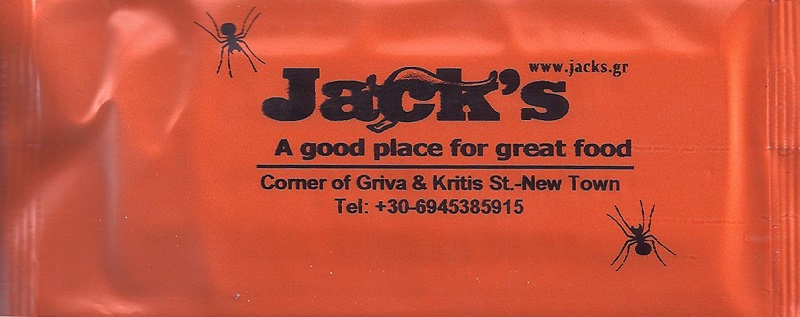 www.jacks.gr
Jack's
A good place for great food
Corner of Griva & Kritis St.-New Town
Tel: +30-6945385915